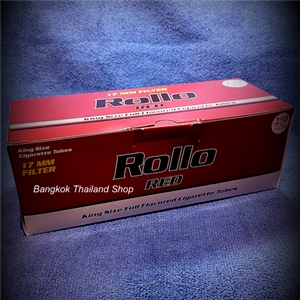 17 MM FILTER
Rollo
RED
King Size Full Flavored Cigarette Tubes
King Size
Cigarette Tubes
17 MM
FILTER
Rollo
RED
King Size Full Flavored Cigarette Tubes
Bangkok Thailand Shop